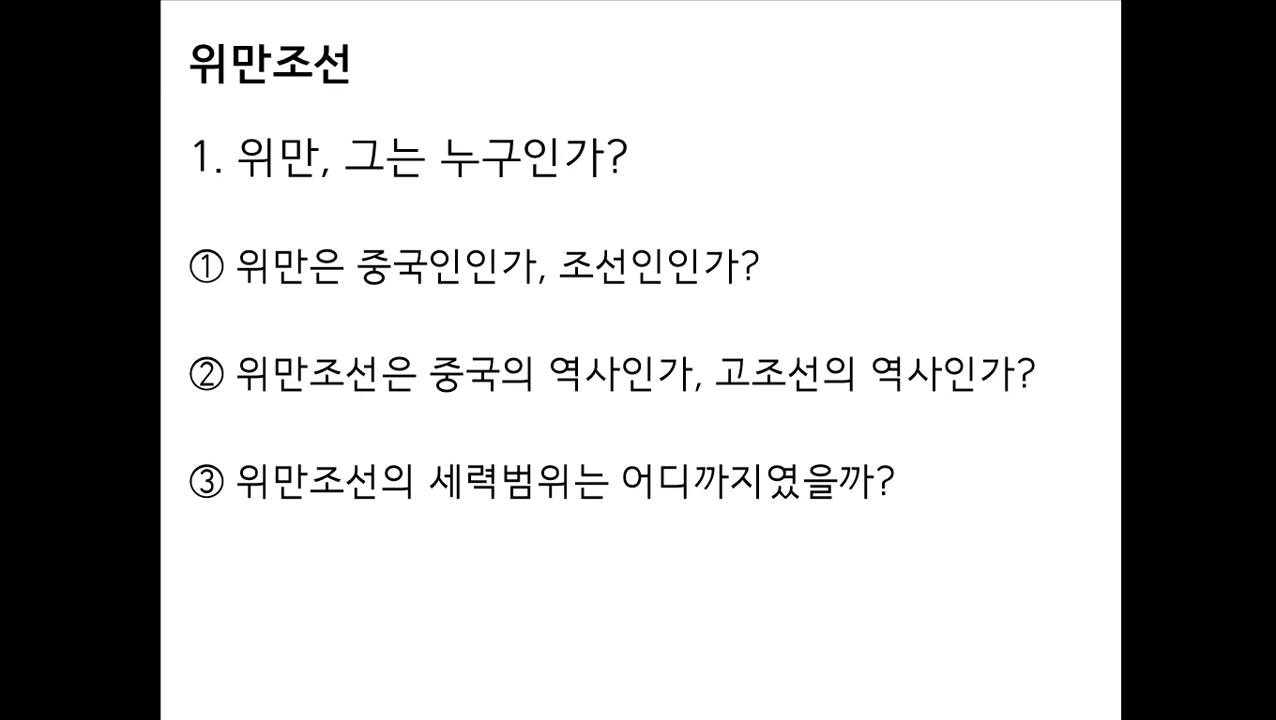 위만조선
1. 위만, 그는 누구인가?
① 위만은 중국인인가, 조선인인가?
② 위만조선은 중국의 역사인가, 고조선의 역사인가?
③ 위만조선의 세력범위는 어디까지였을까?